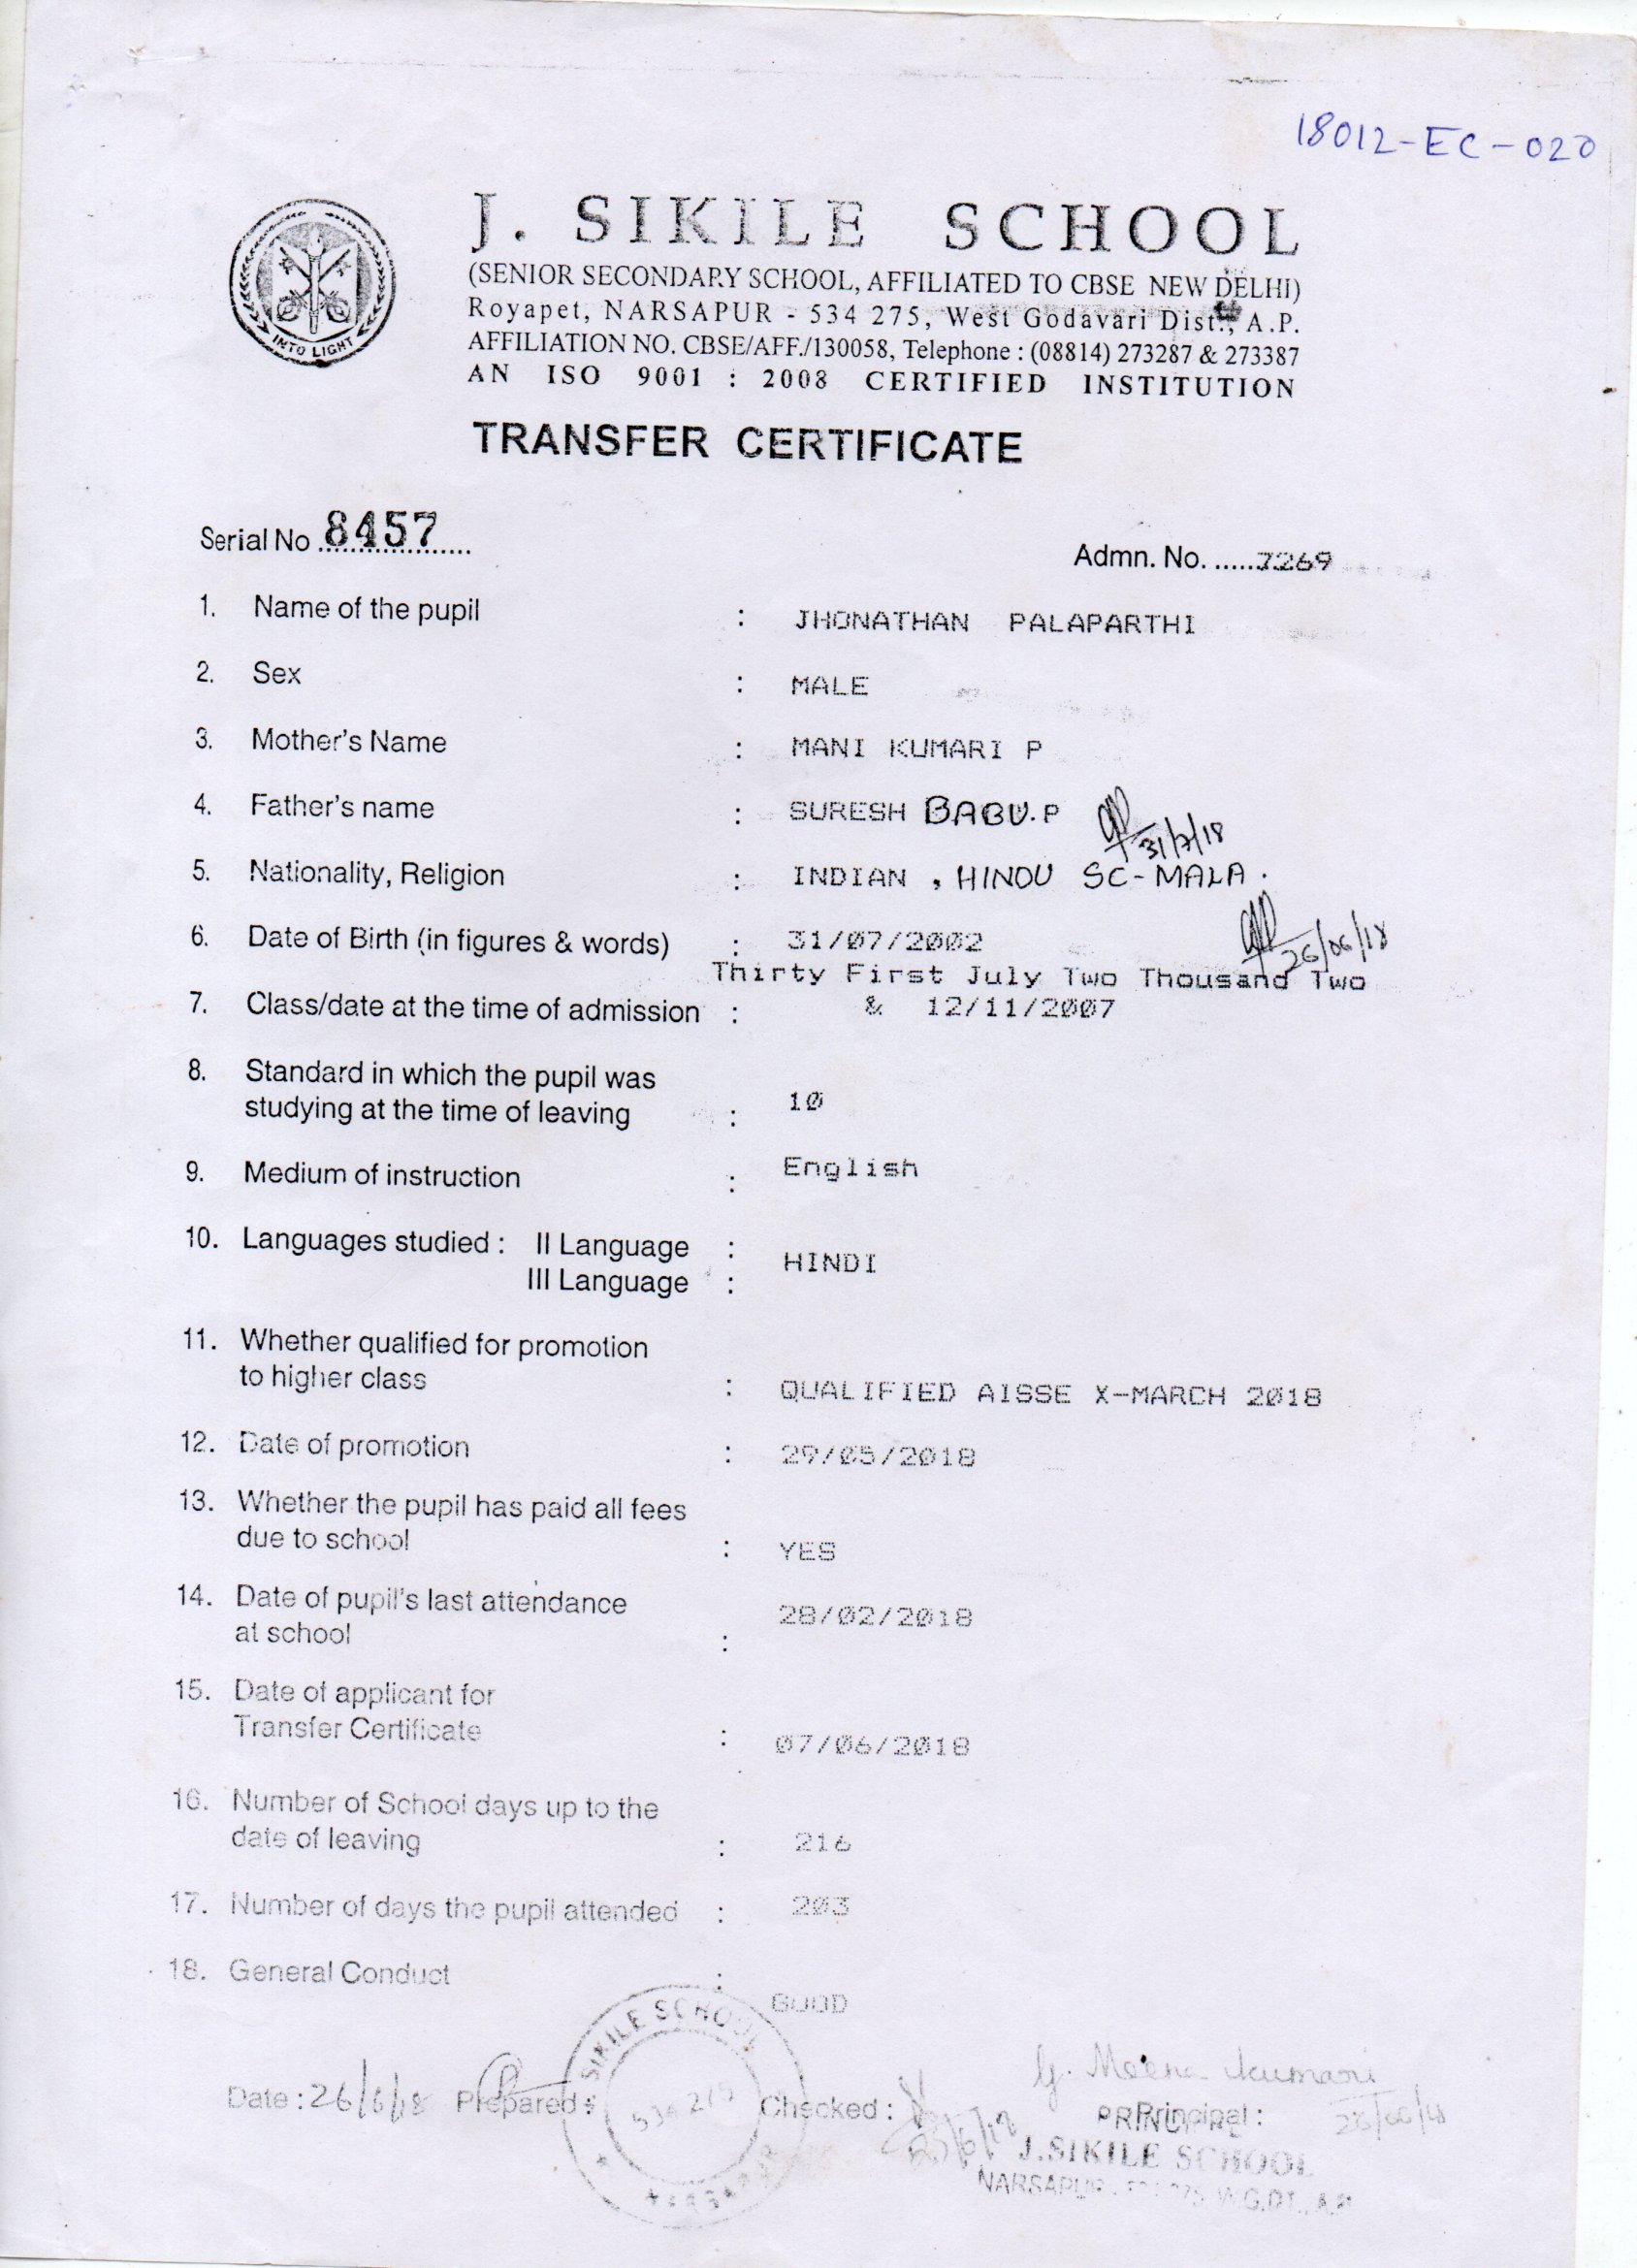 18012-EC-020
J. SIKILE SCHOOL
(SENIOR SECONDARY SCHOOL, AFFILIATED TO CBSE NEW DELHI)
Royapet, NARSAPUR - 534 275, West Godavari Dist., A.P.
AFFILIATION NO. CBSE/AFF./130058, Telephone : (08814) 273287 & 273387
AN ISO 9001 : 2008 CERTIFIED INSTITUTION
INTO LIGHT
TRANSFER CERTIFICATE
Serial No 8457
Admn. No. .....7269
1. Name of the pupil : JHONATHAN PALAPARTHI
2. Sex : MALE
3. Mother's Name : MANI KUMARI P
4. Father's name : SURESH BABU.P
31/7/18
5. Nationality, Religion : INDIAN , HINDU SC-MALA.
6. Date of Birth (in figures & words) : 31/07/2002
26/06/18
Thirty First July Two Thousand Two
7. Class/date at the time of admission : & 12/11/2007
8. Standard in which the pupil was
studying at the time of leaving : 10
9. Medium of instruction : English
10. Languages studied : II Language : HINDI
III Language :
11. Whether qualified for promotion
to higher class : QUALIFIED AISSE X-MARCH 2018
12. Date of promotion : 29/05/2018
13. Whether the pupil has paid all fees
due to school : YES
14. Date of pupil's last attendance
at school : 28/02/2018
15. Date of applicant for
Transfer Certificate : 07/06/2018
16. Number of School days up to the
date of leaving : 216
17. Number of days the pupil attended : 203
18. General Conduct : GOOD
SIKILE SCHOOL
G. Meena Kumari
Date : 26/6/18 Prepared : Checked : Principal :
PRINCIPAL
J.SIKILE SCHOOL
NARSAPUR